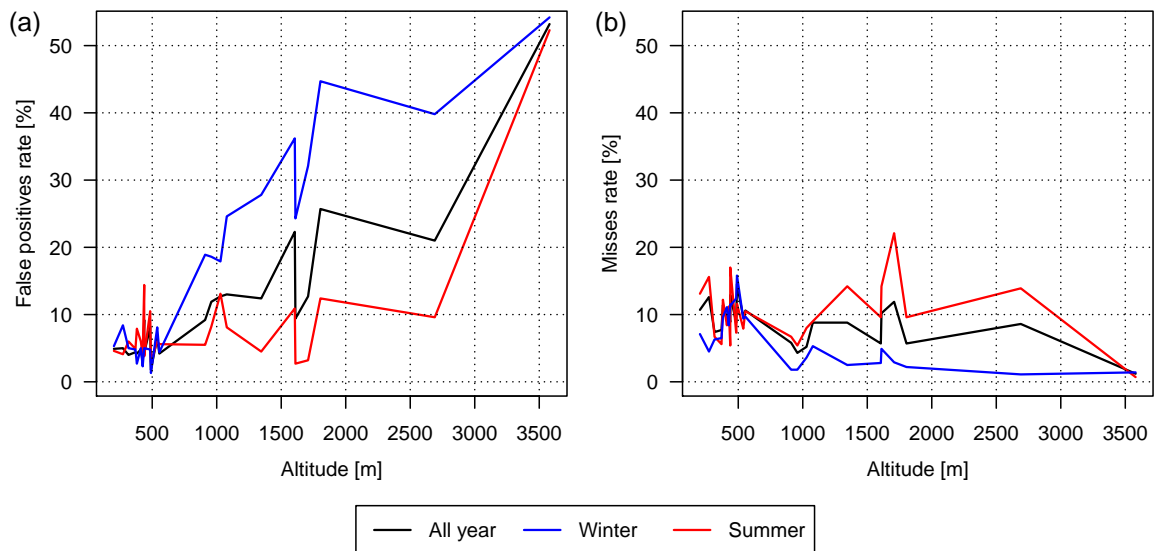 (a)
False positives rate [%]
50
40
30
20
10
0
500 1000 1500 2000 2500 3000 3500
Altitude [m]
(b)
Misses rate [%]
50
40
30
20
10
0
500 1000 1500 2000 2500 3000 3500
Altitude [m]
All year Winter Summer